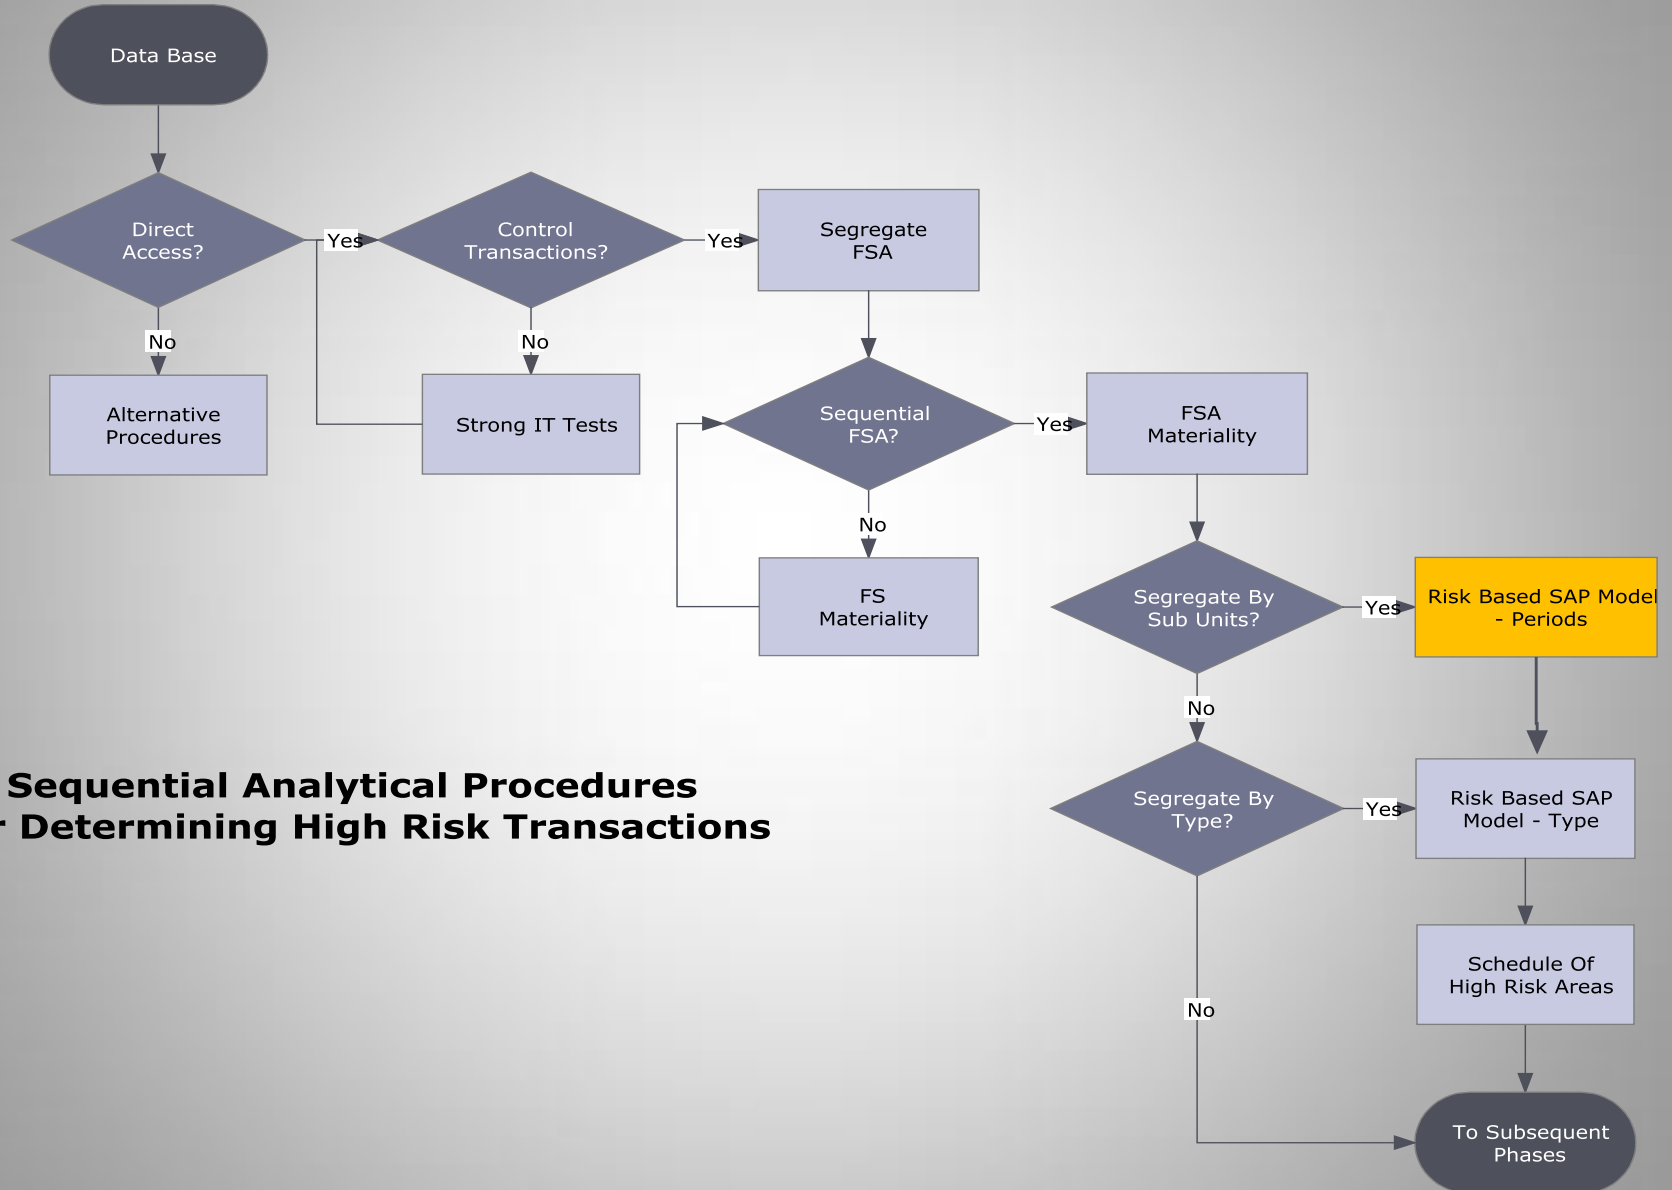 Data Base
Direct
Access?
Yes
Control
Transactions?
Yes
Segregate
FSA
No
No
Alternative
Procedures
Strong IT Tests
Sequential
FSA?
Yes
FSA
Materiality
No
FS
Materiality
Segregate By
Sub Units?
Yes
Risk Based SAP Model
- Periods
No
Sequential Analytical Procedures
r Determining High Risk Transactions
Segregate By
Type?
Yes
Risk Based SAP
Model - Type
Schedule Of
High Risk Areas
No
To Subsequent
Phases